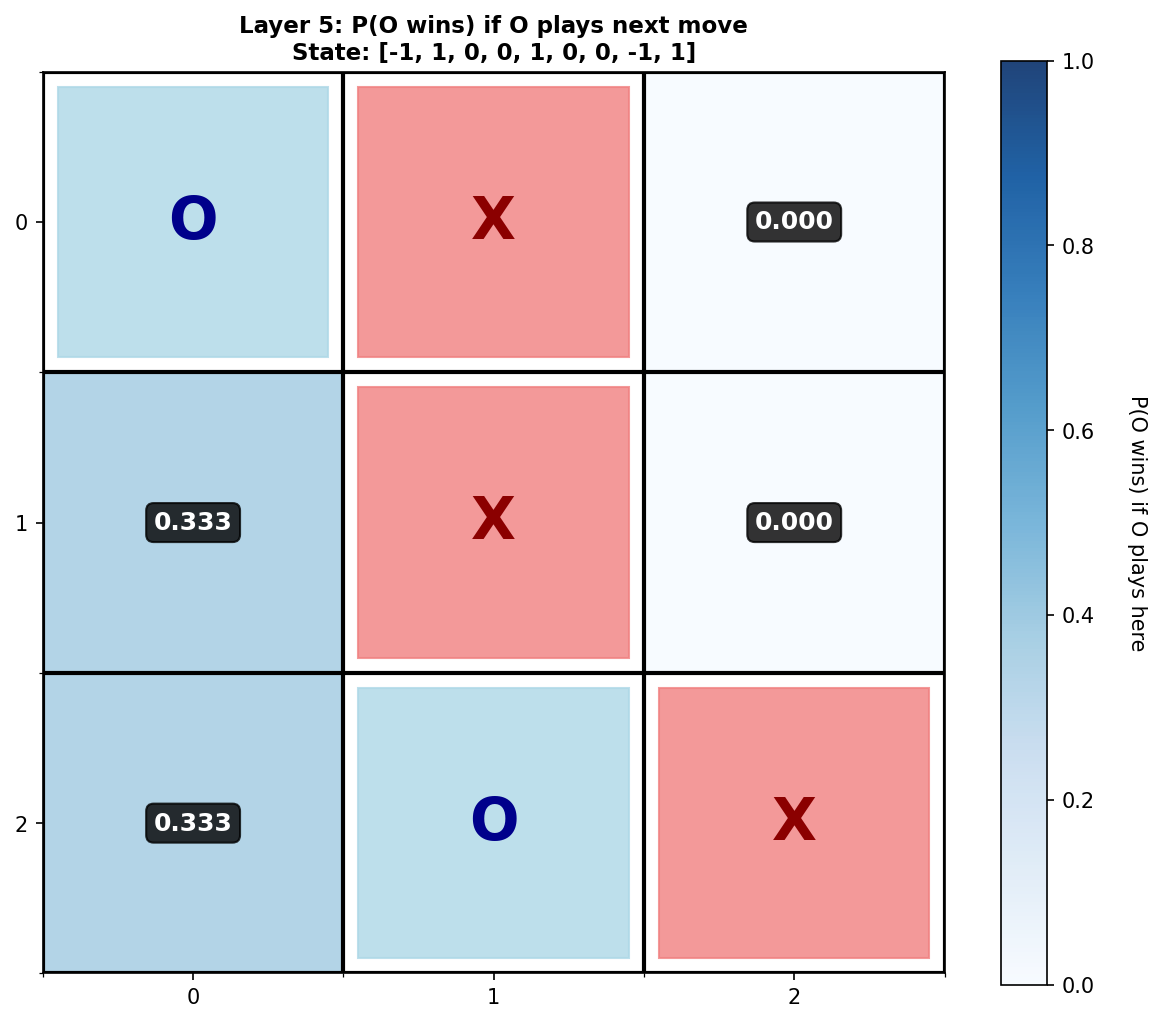 Layer 5: P(O wins) if O plays next move
State: [-1, 1, 0, 0, 1, 0, 0, -1, 1]
O X 0.000
0.333 X 0.000
0.333 O X
0
1
2
0 1 2
1.0
0.8
0.6
0.4
0.2
0.0
P(O wins) if O plays here